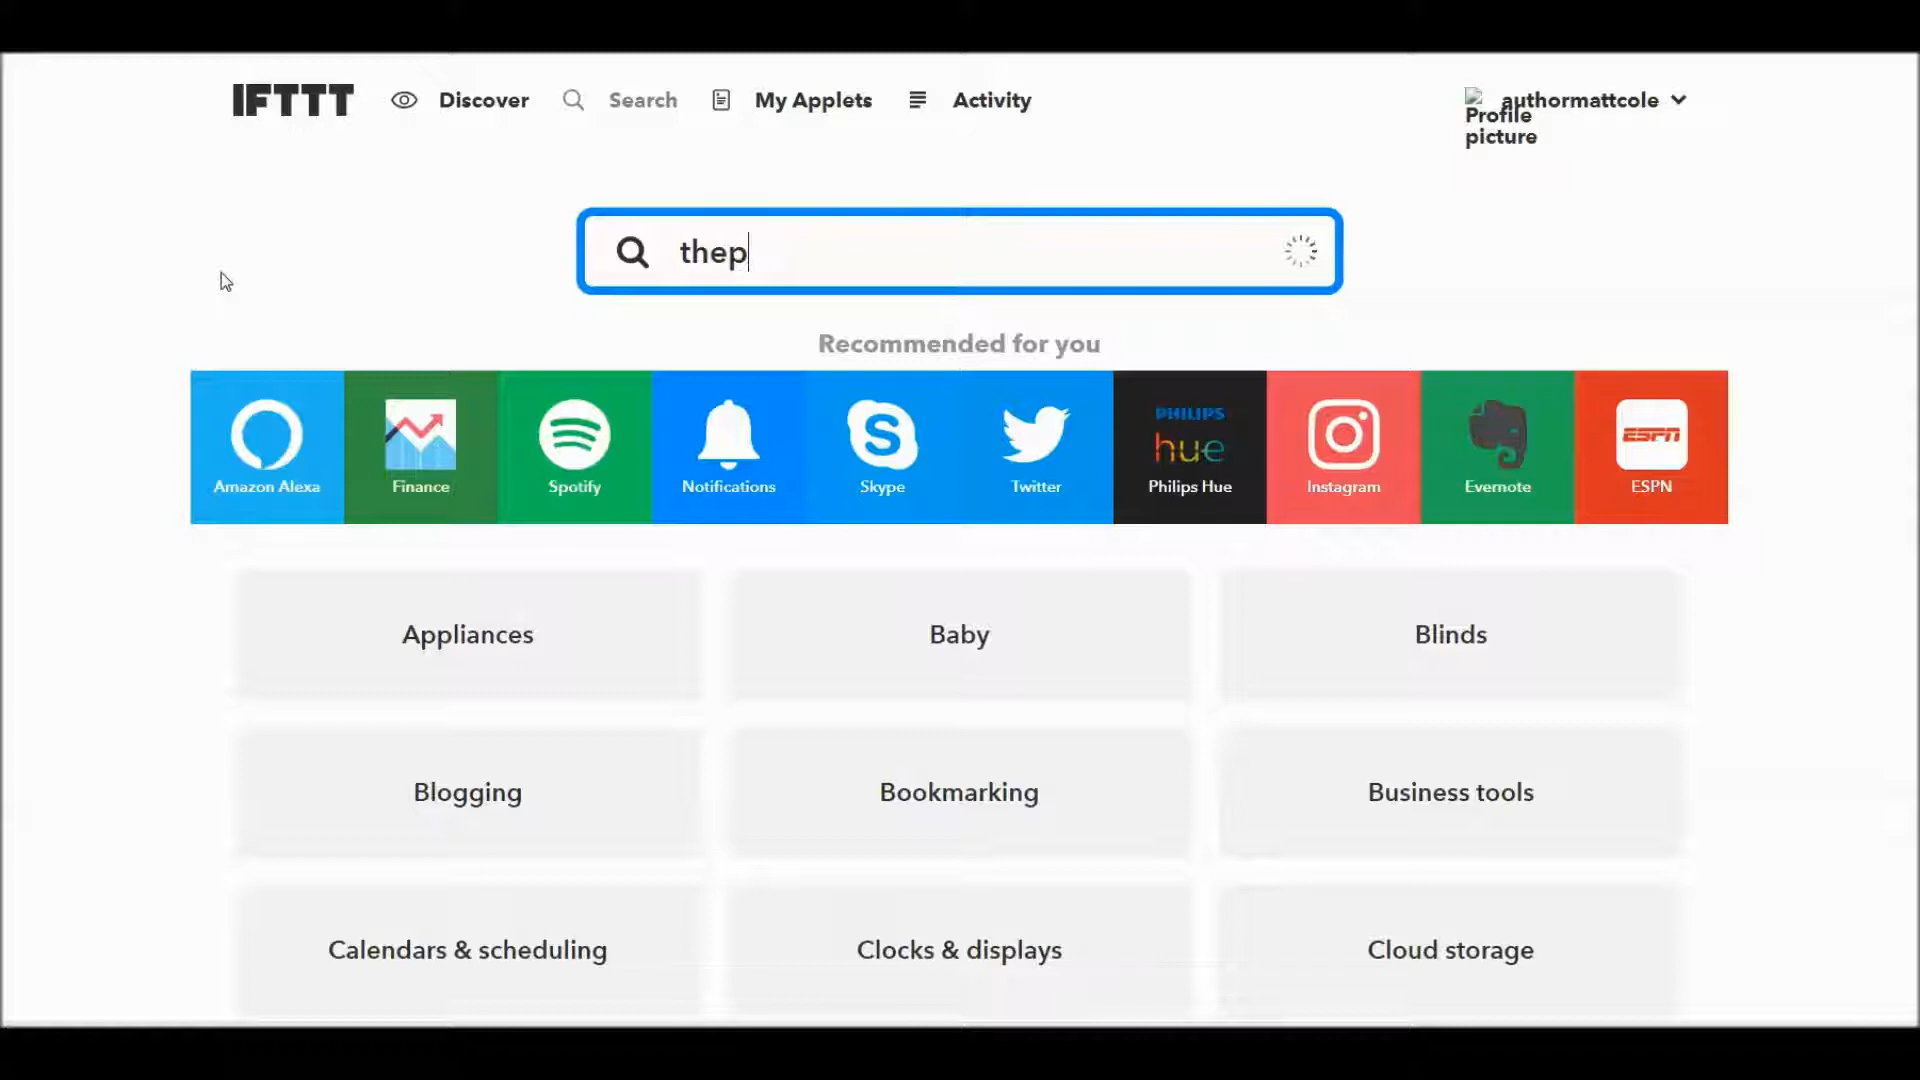 IFTTT Discover Search My Applets Activity authormattcole
Profile
picture
thep
Recommended for you
Amazon Alexa Finance Spotify Notifications Skype Twitter PHILIPS hue Philips Hue Instagram Evernote ESPN ESPN
Appliances Baby Blinds
Blogging Bookmarking Business tools
Calendars & scheduling Clocks & displays Cloud storage